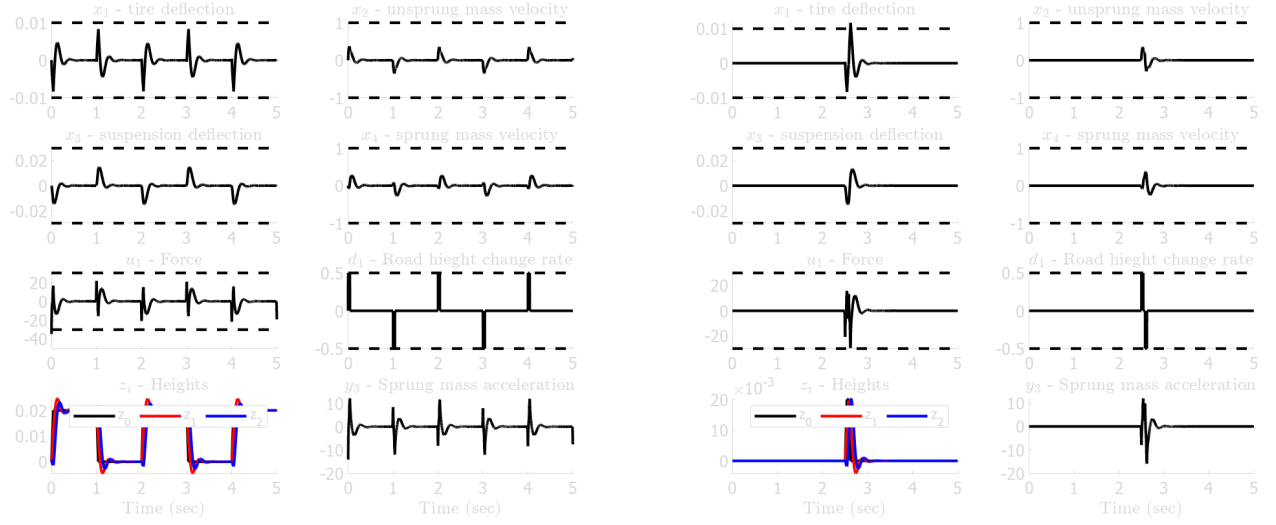 x₁ - tire deflection
0.01
0
-0.01
0 1 2 3 4 5
x₂ - unsprung mass velocity
1
0
-1
0 1 2 3 4 5
x₃ - suspension deflection
0.02
0
-0.02
0 1 2 3 4 5
x₄ - sprung mass velocity
1
0
-1
0 1 2 3 4 5
u₁ - Force
20
0
-20
-40
0 1 2 3 4 5
d₁ - Road hieght change rate
0.5
0
-0.5
0 1 2 3 4 5
zᵢ - Heights
0.02
0.01
0
z₀ z₁ z₂
0 1 2 3 4 5
Time (sec)
y₃ - Sprung mass acceleration
10
0
-10
-20
0 1 2 3 4 5
Time (sec)
x₁ - tire deflection
0.01
0
-0.01
0 1 2 3 4 5
x₂ - unsprung mass velocity
1
0
-1
0 1 2 3 4 5
x₃ - suspension deflection
0.02
0
-0.02
0 1 2 3 4 5
x₄ - sprung mass velocity
1
0
-1
0 1 2 3 4 5
u₁ - Force
20
0
-20
0 1 2 3 4 5
d₁ - Road hieght change rate
0.5
0
-0.5
0 1 2 3 4 5
×10⁻³ zᵢ - Heights
20
10
0
z₀ z₁ z₂
0 1 2 3 4 5
Time (sec)
y₃ - Sprung mass acceleration
10
0
-10
-20
0 1 2 3 4 5
Time (sec)